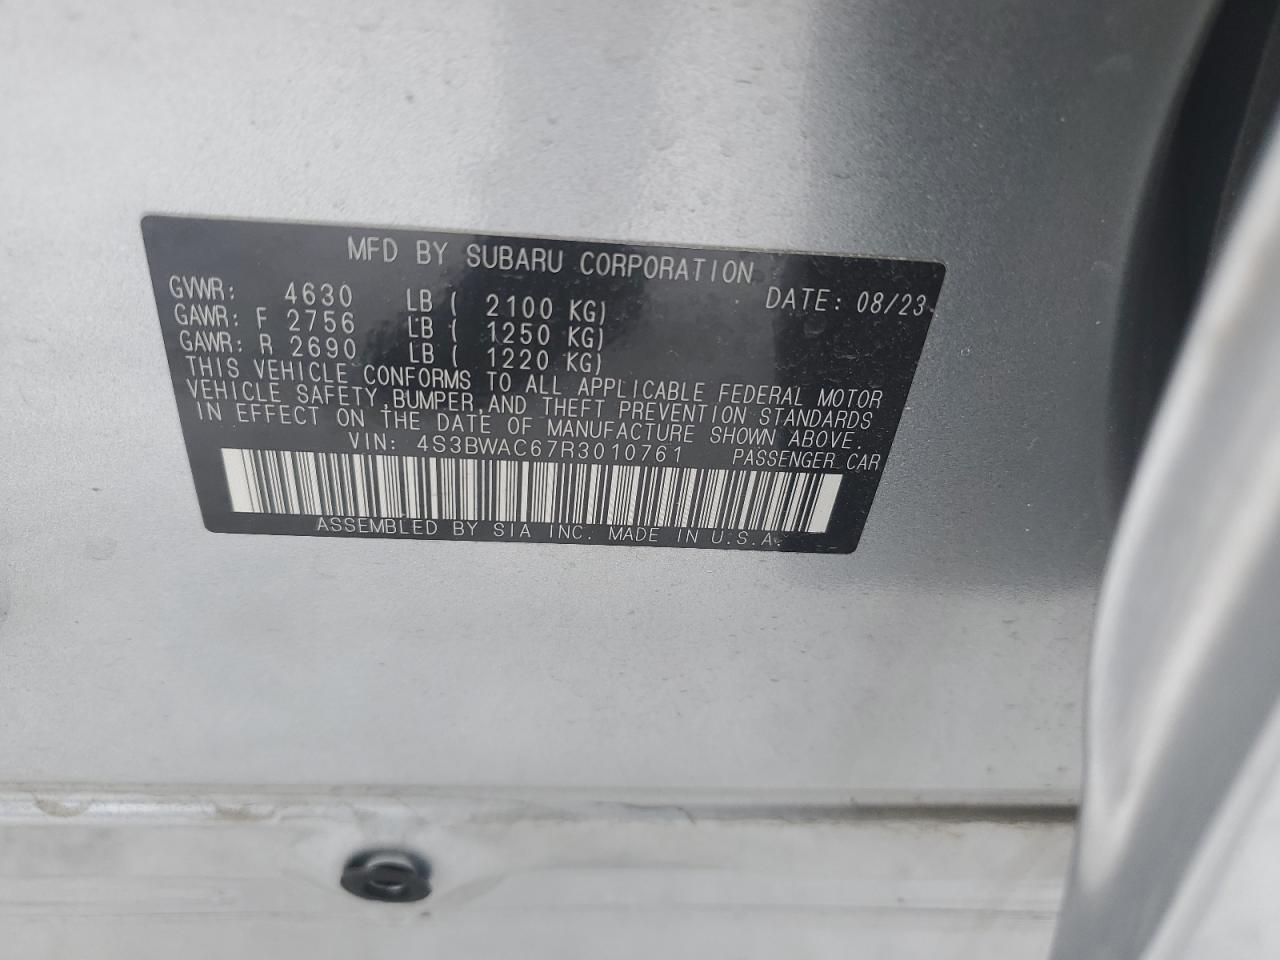 MFD BY SUBARU CORPORATION
DATE: 08/23
GVWR: 4630 LB ( 2100 KG)
GAWR: F 2756 LB ( 1250 KG)
GAWR: R 2690 LB ( 1220 KG)
THIS VEHICLE CONFORMS TO ALL APPLICABLE FEDERAL MOTOR
VEHICLE SAFETY, BUMPER,AND THEFT PREVENTION STANDARDS
IN EFFECT ON THE DATE OF MANUFACTURE SHOWN ABOVE.
VIN: 4S3BWAC67R3010761 PASSENGER CAR
ASSEMBLED BY SIA INC. MADE IN U.S.A.